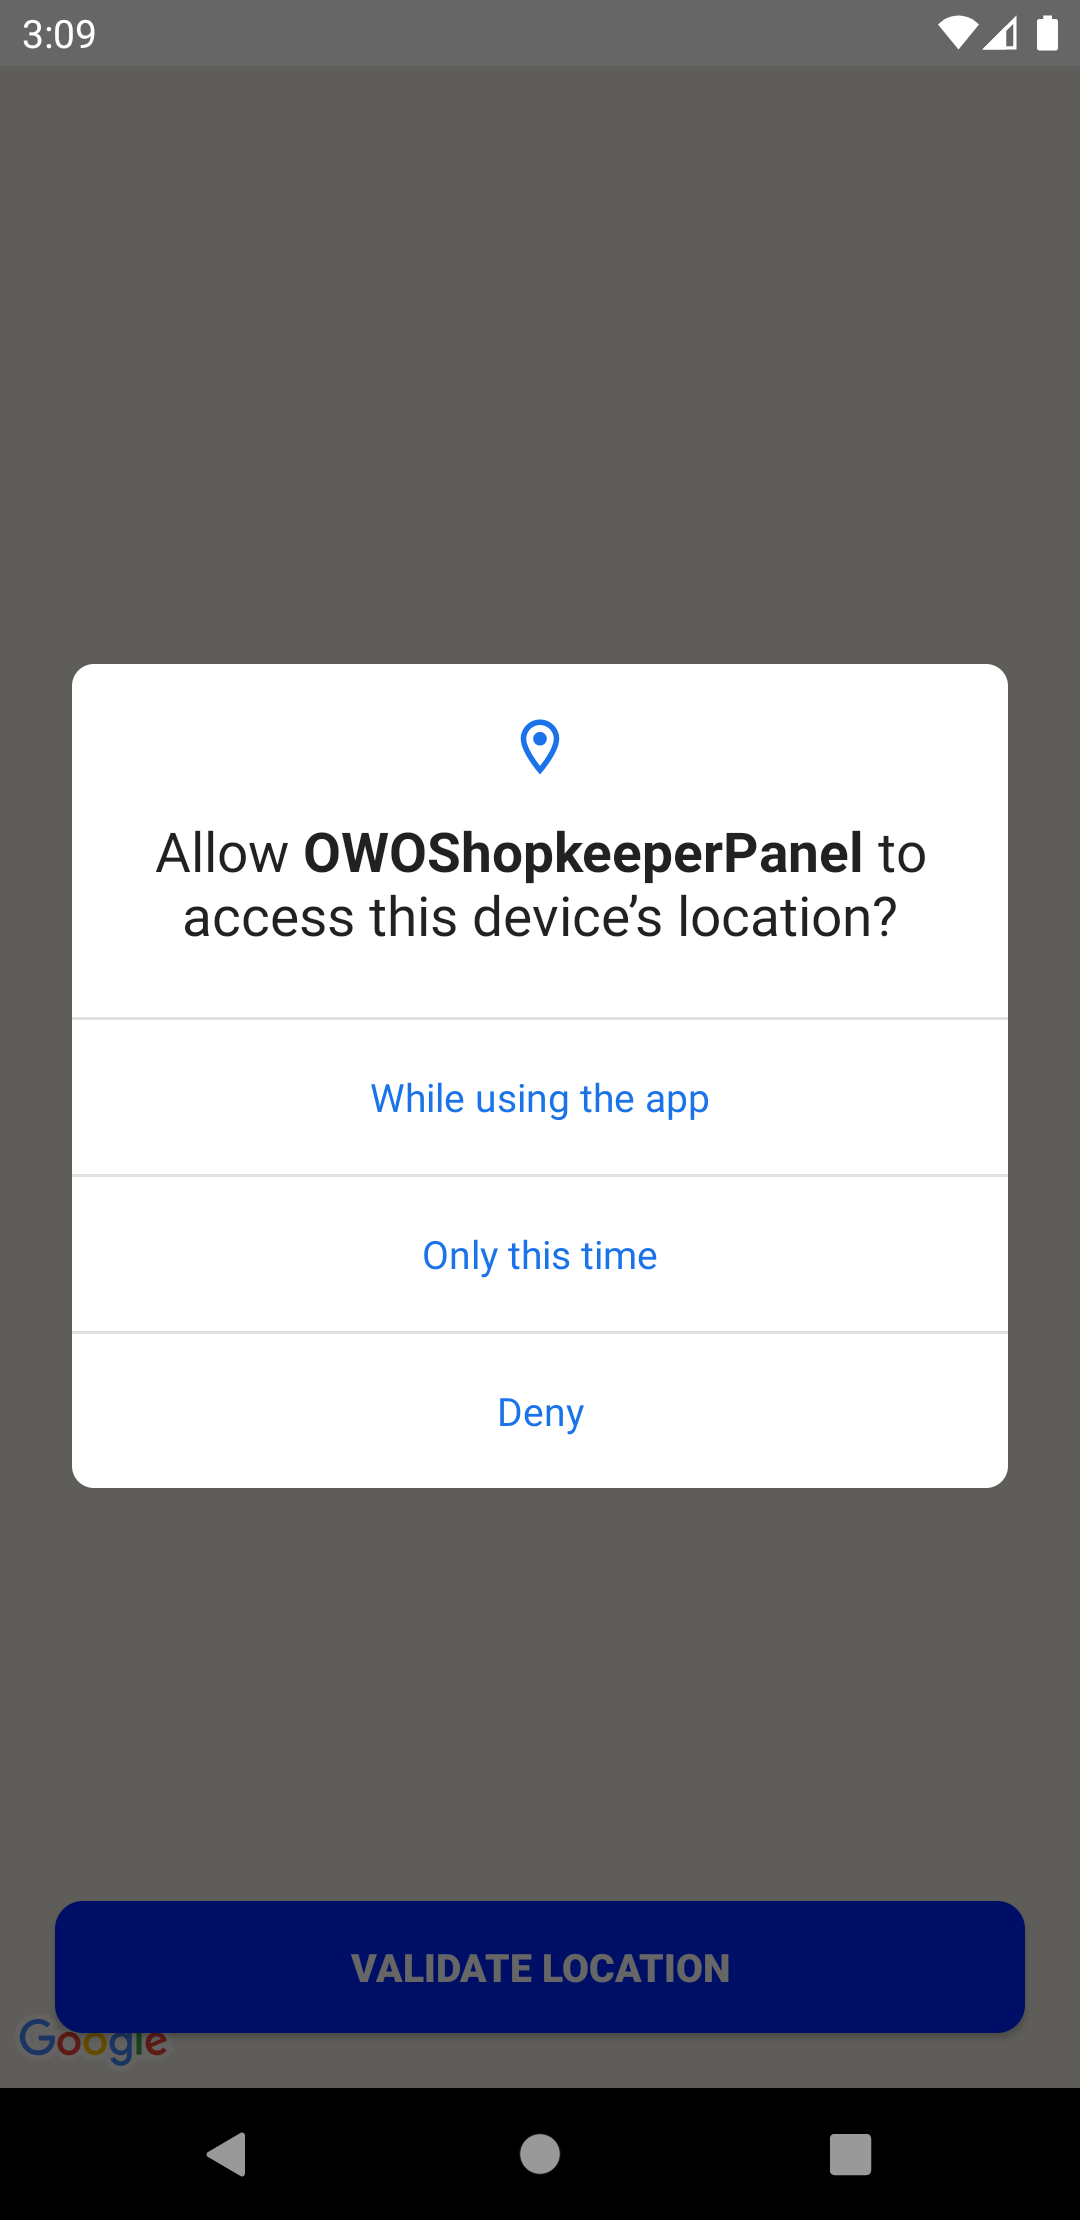 3:09
Allow OWOShopkeeperPanel to
access this device’s location?
While using the app
Only this time
Deny
VALIDATE LOCATION
Google